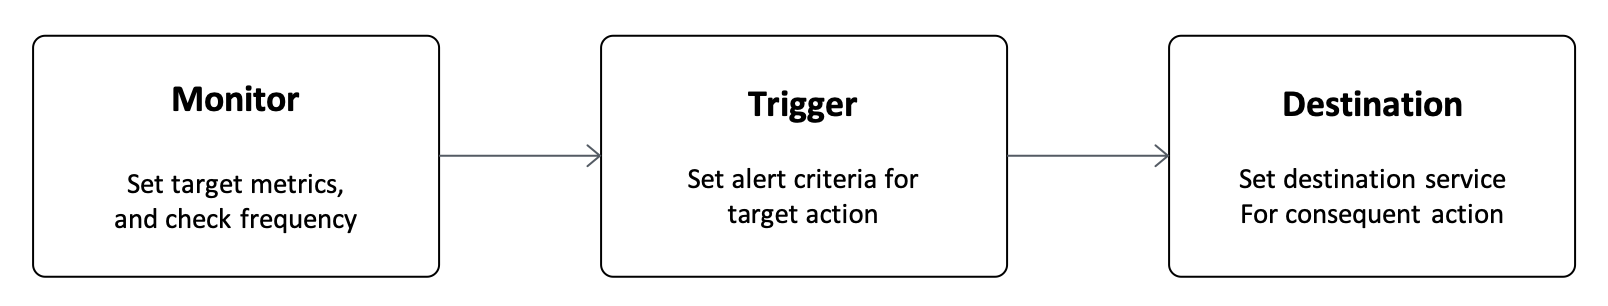 Monitor
Set target metrics,
and check frequency
Trigger
Set alert criteria for
target action
Destination
Set destination service
For consequent action